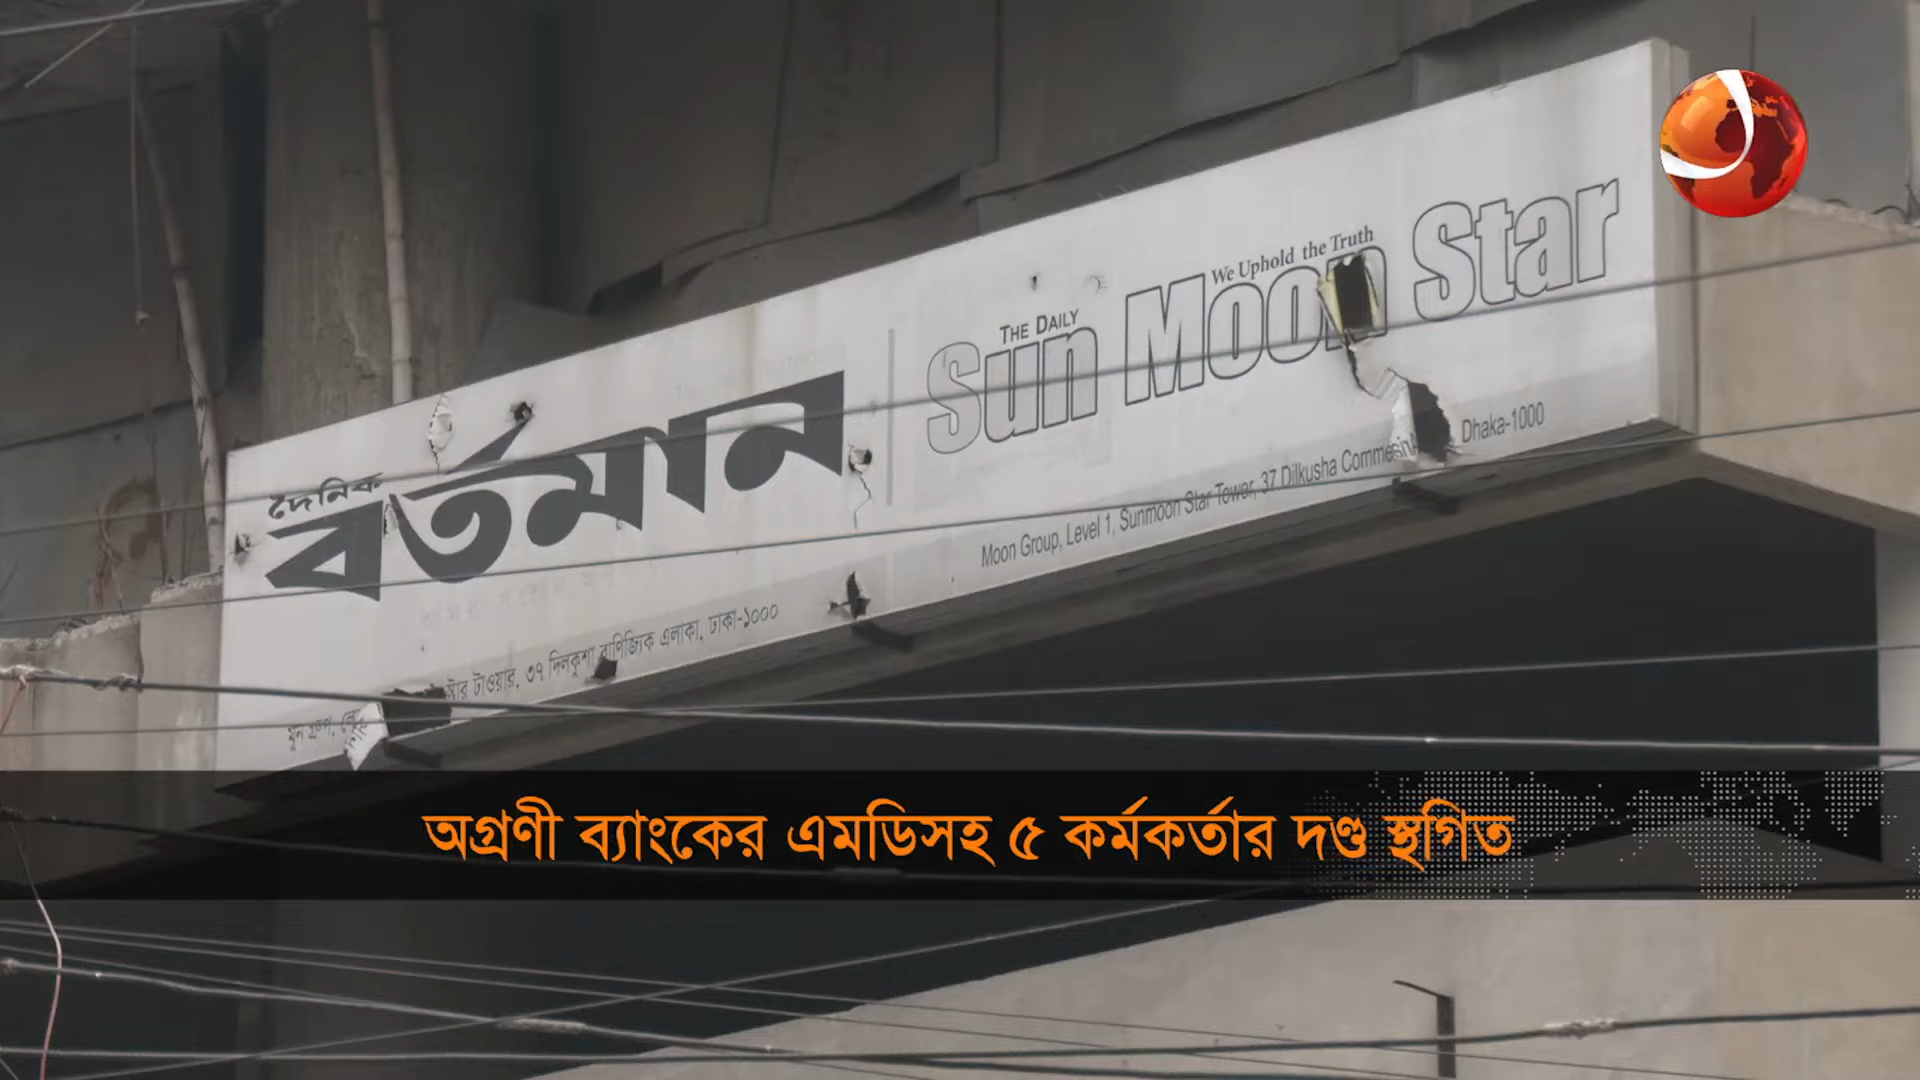 দৈনিক
বর্তমান
THE DAILY
Sun Moon Star
We Uphold the Truth
মুন গ্রুপ, টাওয়ার, ৩৭ দিলকুশা বাণিজ্যিক এলাকা, ঢাকা-১০০০
Moon Group, Level 1, Sunmoon Star Tower, 37 Dilkusha Dhaka-1000
অগ্রণী ব্যাংকের এমডিসহ ৫ কর্মকর্তার দণ্ড স্থগিত